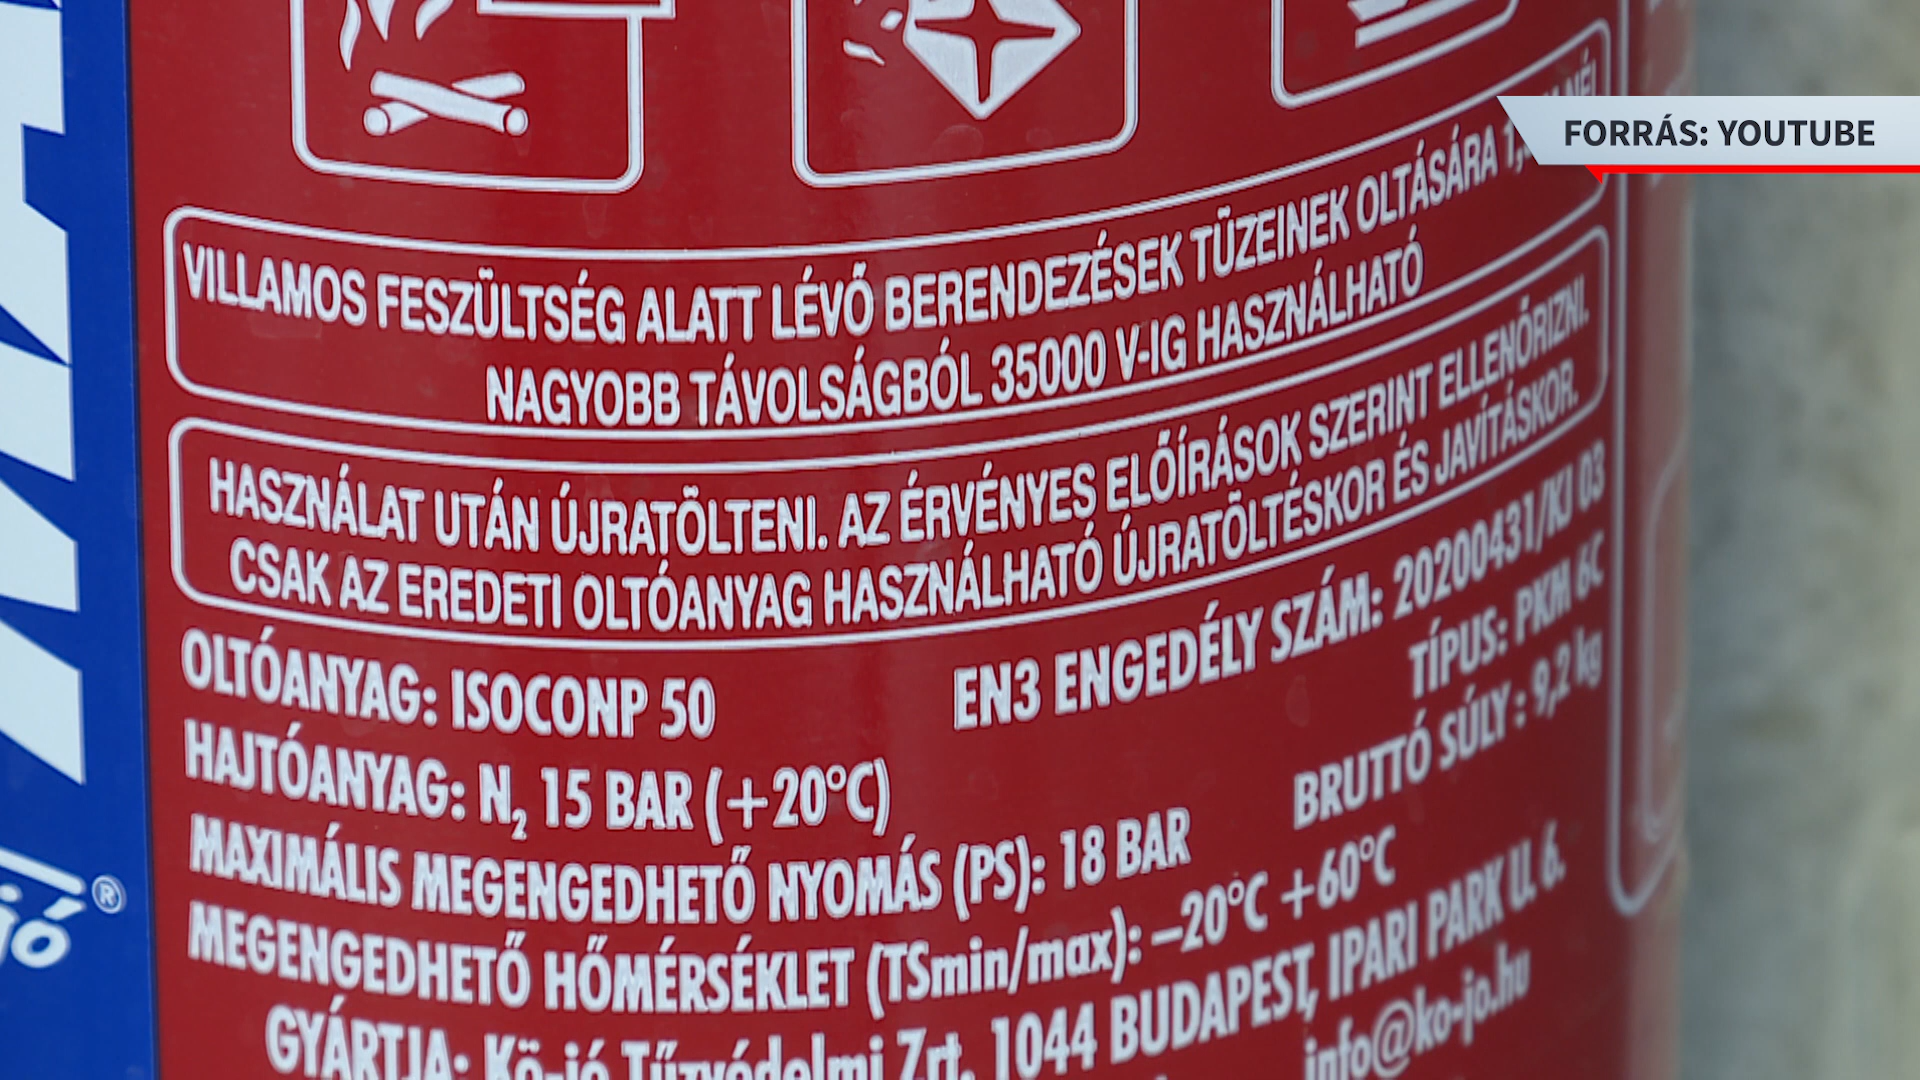 FORRÁS: YOUTUBE
VILLAMOS FESZÜLTSÉG ALATT LÉVŐ BERENDEZÉSEK TŰZEINEK OLTÁSÁRA
NAGYOBB TÁVOLSÁGBÓL 35000 V-IG HASZNÁLHATÓ
HASZNÁLAT UTÁN ÚJRATÖLTENI. AZ ÉRVÉNYES ELŐÍRÁSOK SZERINT ELLENŐRIZNI.
CSAK AZ EREDETI OLTÓANYAG HASZNÁLHATÓ ÚJRATÖLTÉSKOR ÉS JAVÍTÁSKOR.
OLTÓANYAG: ISOCONP 50
EN3 ENGEDÉLY SZÁM: 20200431/KJ 03
TÍPUS: PKM 6C
HAJTÓANYAG: N₂ 15 BAR (+20°C)
BRUTTÓ SÚLY : 9,2 kg
MAXIMÁLIS MEGENGEDHETŐ NYOMÁS (PS): 18 BAR
MEGENGEDHETŐ HŐMÉRSÉKLET (TSmin/max): –20°C +60°C
GYÁRTJA: Kö-jó Tűzvédelmi Zrt. 1044 BUDAPEST, IPARI PARK U. 6.
info@ko-jo.hu
jó®